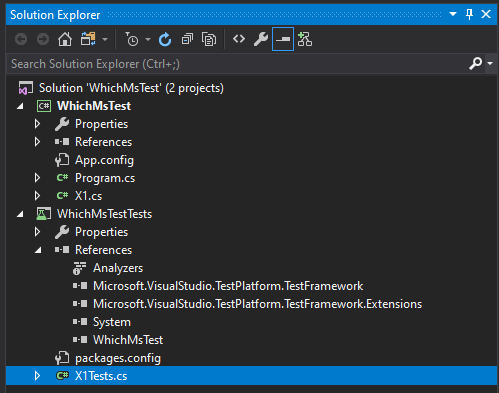 Solution Explorer
Search Solution Explorer (Ctrl+;)
Solution 'WhichMsTest' (2 projects)
C# WhichMsTest
Properties
References
App.config
C# Program.cs
C# X1.cs
WhichMsTestTests
Properties
References
Analyzers
Microsoft.VisualStudio.TestPlatform.TestFramework
Microsoft.VisualStudio.TestPlatform.TestFramework.Extensions
System
WhichMsTest
packages.config
C# X1Tests.cs